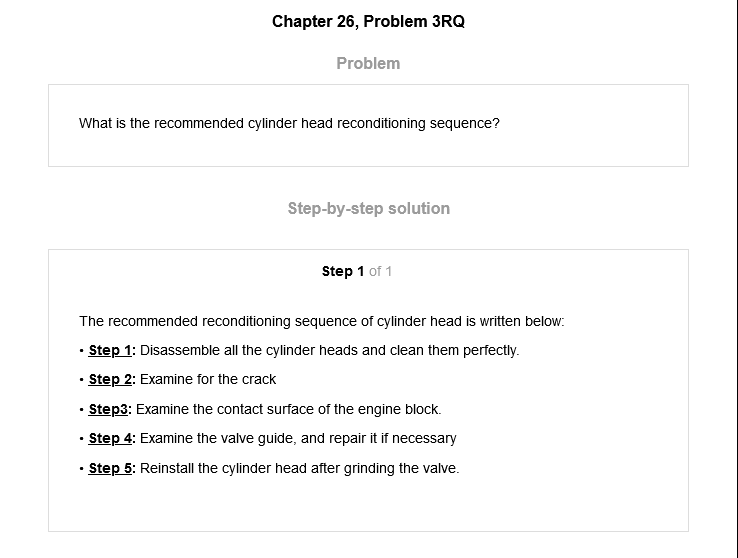 Chapter 26, Problem 3RQ
Problem
What is the recommended cylinder head reconditioning sequence?
Step-by-step solution
Step 1 of 1
The recommended reconditioning sequence of cylinder head is written below:
• Step 1: Disassemble all the cylinder heads and clean them perfectly.
• Step 2: Examine for the crack
• Step3: Examine the contact surface of the engine block.
• Step 4: Examine the valve guide, and repair it if necessary
• Step 5: Reinstall the cylinder head after grinding the valve.